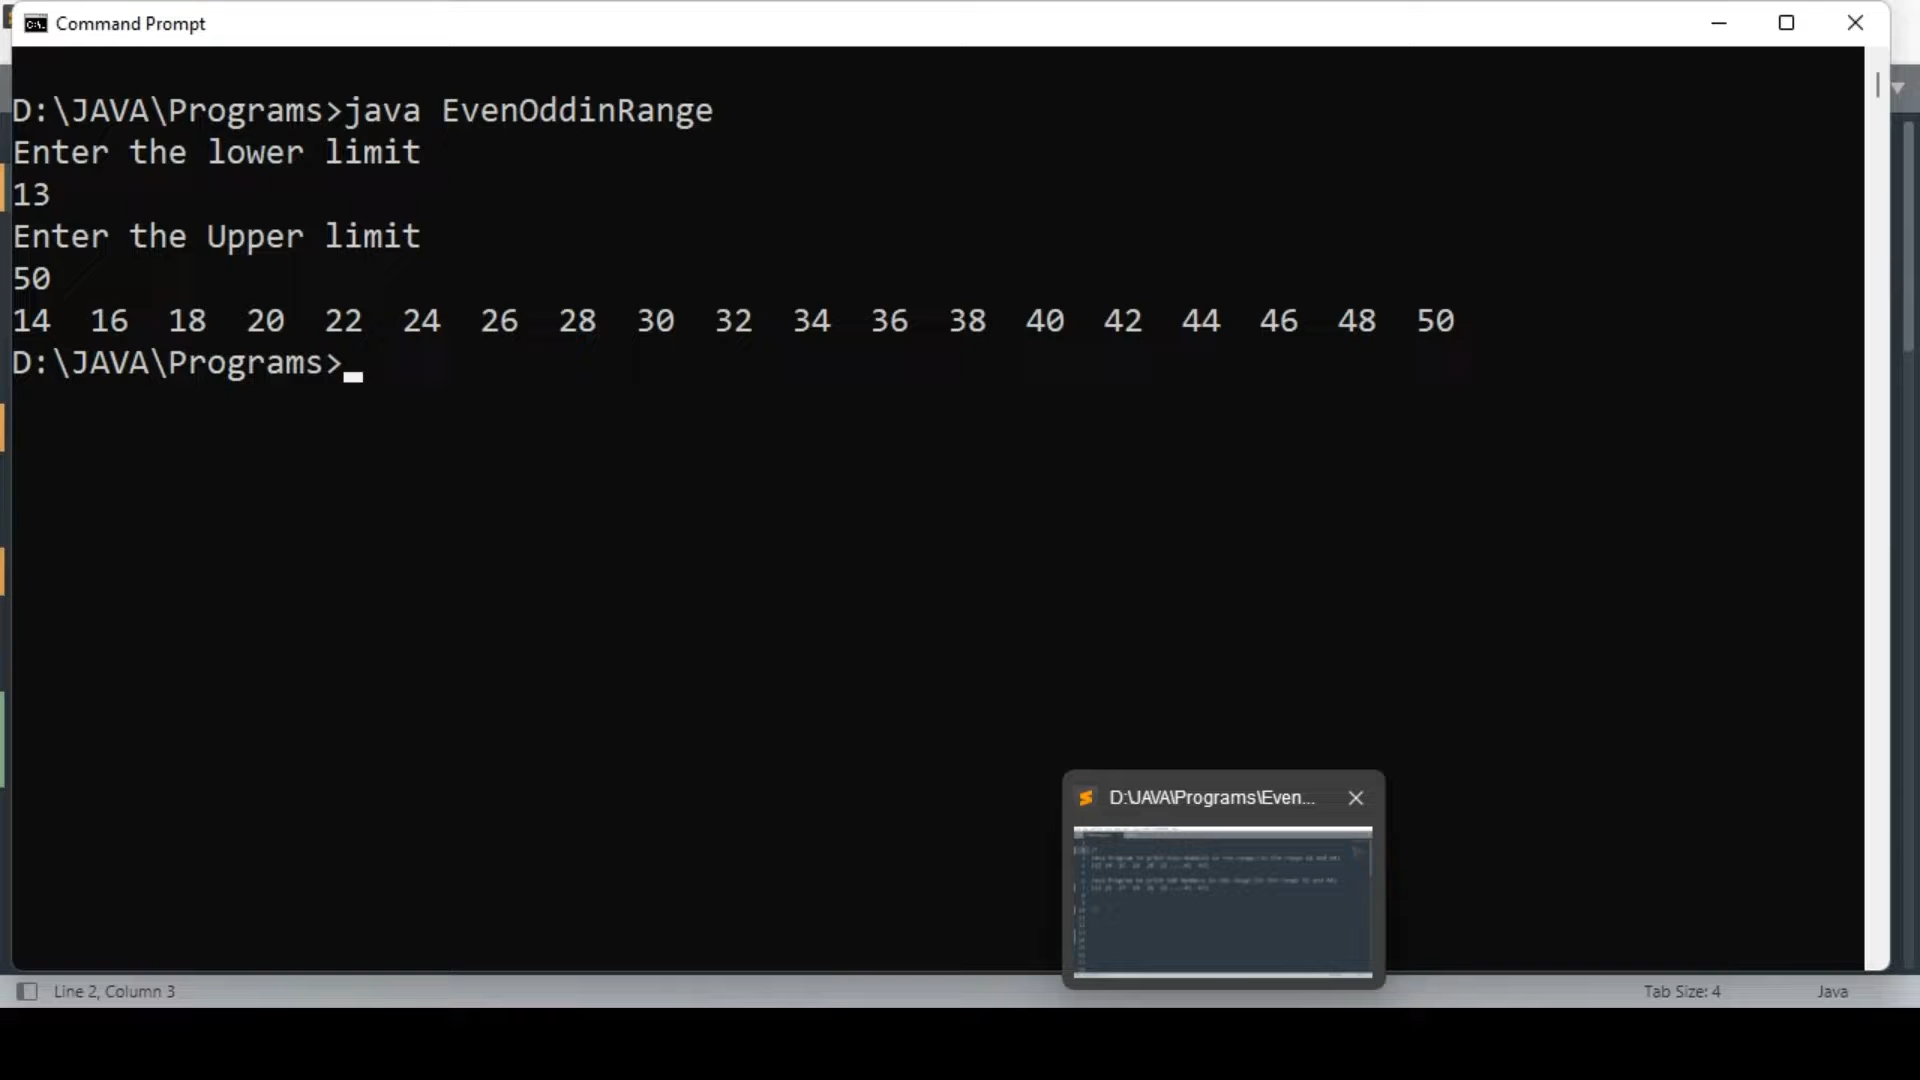 Command Prompt
D:\JAVA\Programs>java EvenOddinRange
Enter the lower limit
13
Enter the Upper limit
50
14 16 18 20 22 24 26 28 30 32 34 36 38 40 42 44 46 48 50
D:\JAVA\Programs>
D:\JAVA\Programs\Even...
Line 2, Column 3
Tab Size: 4
Java